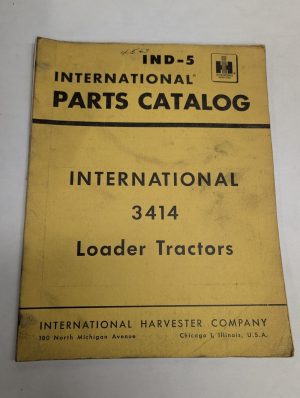 IND-5
INTERNATIONAL®
PARTS CATALOG
INTERNATIONAL
3414
Loader Tractors
INTERNATIONAL HARVESTER COMPANY
180 North Michigan Avenue Chicago 1, Illinois, U.S.A.